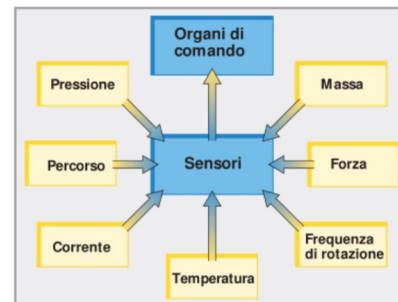 Organi di
comando
Pressione
Massa
Percorso
Sensori
Forza
Corrente
Temperatura
Frequenza
di rotazione